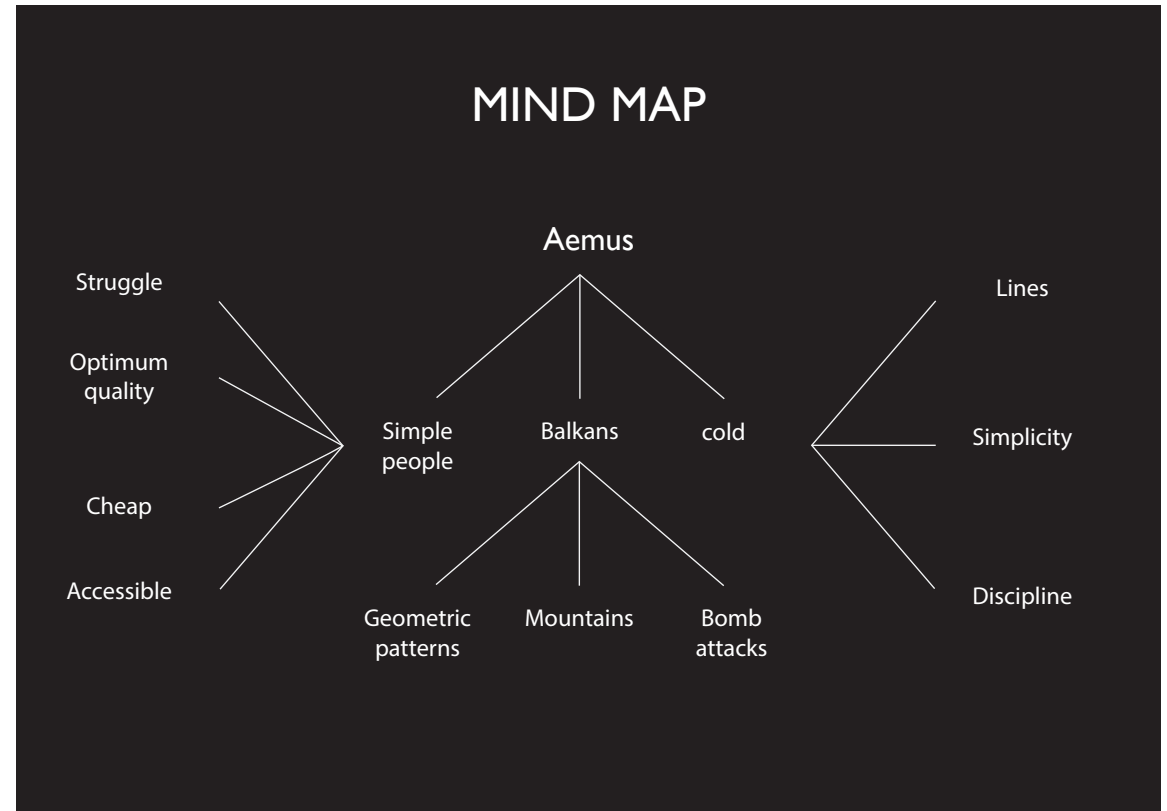 MIND MAP
Aemus
Struggle
Optimum
quality
Cheap
Accessible
Simple
people
Balkans
cold
Geometric
patterns
Mountains
Bomb
attacks
Lines
Simplicity
Discipline